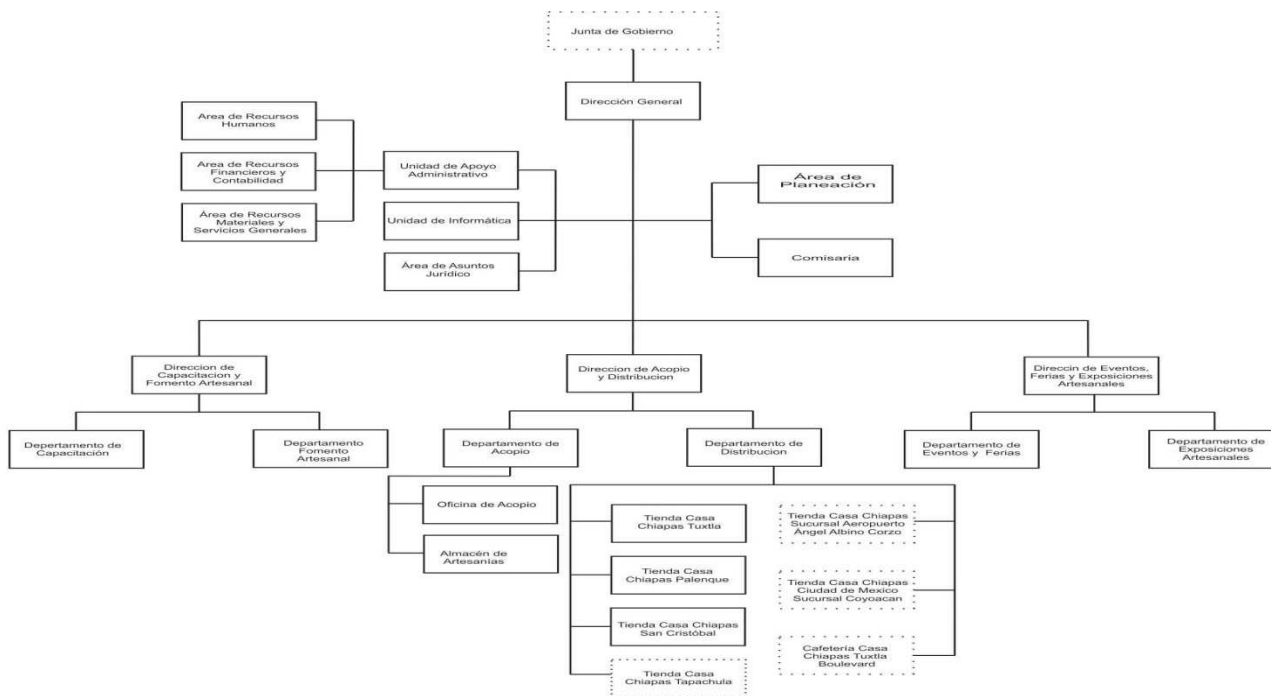 Junta de Gobierno
Dirección General
Area de Recursos
Humanos
Area de Recursos
Financieros y
Contabilidad
Área de Recursos
Materiales y
Servicios Generales
Unidad de Apoyo
Administrativo
Unidad de Informática
Área de Asuntos
Jurídico
Área de
Planeación
Comisaría
Direccion de
Capacitacion y
Fomento Artesanal
Direccion de Acopio
y Distribucion
Direccin de Eventos,
Ferias y Exposiciones
Artesanales
Depertamento de
Capacitación
Departamento
Fomento
Artesanal
Departamento de
Acopio
Departamento de
Distribucion
Departamento de
Eventos y Ferias
Departamento de
Exposiciones
Artesanales
Oficina de Acopio
Almacén de
Artesanías
Tienda Casa
Chiapas Tuxtla
Tienda Casa
Chiapas Palenque
Tienda Casa Chiapas
San Cristóbal
Tienda Casa
Chiapas Tapachula
Tienda Casa Chiapas
Sucursal Aeropuerto
Ángel Albino Corzo
Tienda Casa Chiapas
Ciudad de Mexico
Sucursal Coyoacan
Cafetería Casa
Chiapas Tuxtla
Boulevard